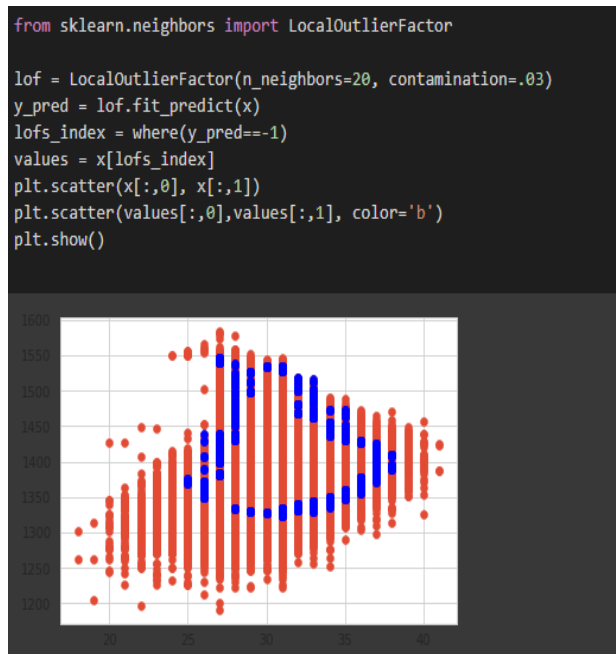 from sklearn.neighbors import LocalOutlierFactor
lof = LocalOutlierFactor(n_neighbors=20, contamination=.03)
y_pred = lof.fit_predict(x)
lofs_index = where(y_pred==-1)
values = x[lofs_index]
plt.scatter(x[:,0], x[:,1])
plt.scatter(values[:,0],values[:,1], color='b')
plt.show()
1600
1550
1500
1450
1400
1350
1300
1250
1200
20 25 30 35 40